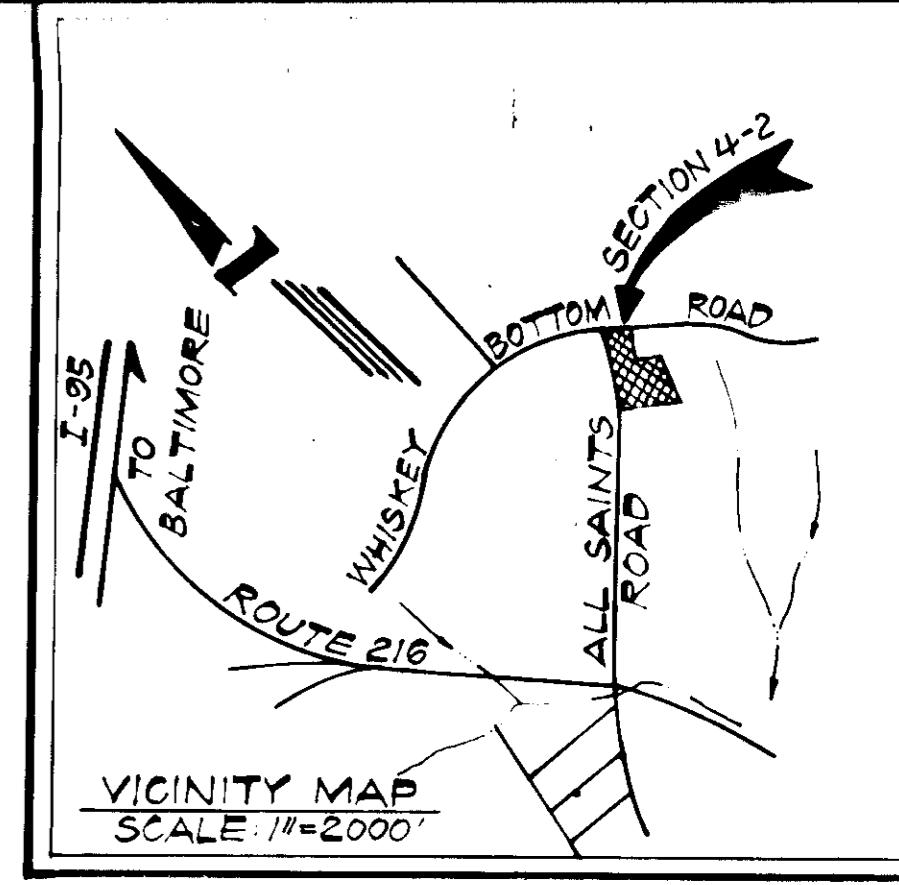 SECTION 4-2
BOTTOM ROAD
I-95
TO
BALTIMORE
WHISKEY
ALL SAINTS
ROAD
ROUTE 216
VICINITY MAP
SCALE: 1"=2000'